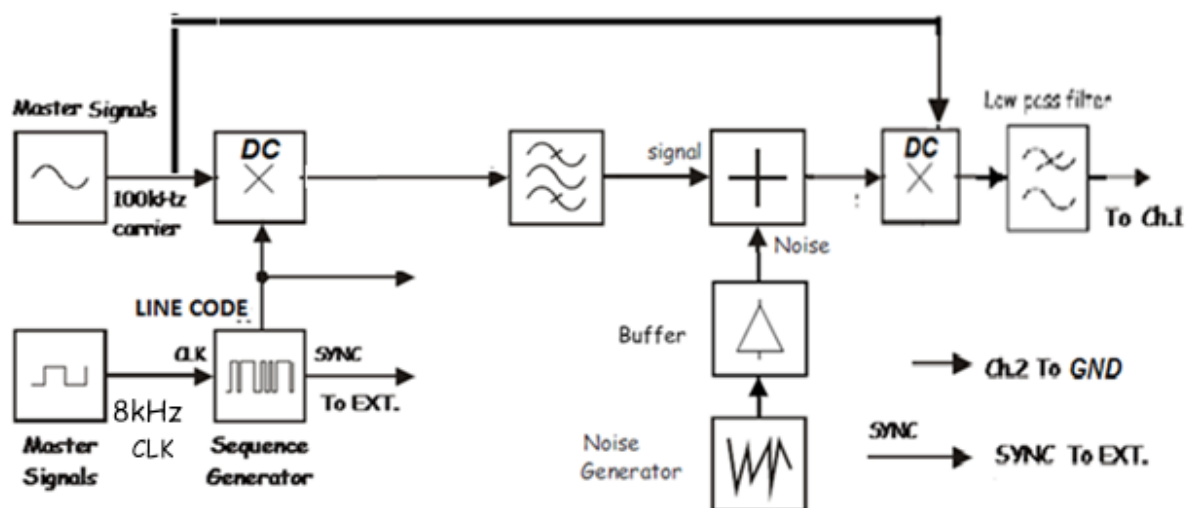 Master Signals
DC
100kHz
carrier
signal
DC
Low pass filter
To Ch.1
Noise
LINE CODE
CLK
SYNC
To EXT.
8kHz
CLK
Master
Signals
Sequence
Generator
Buffer
Noise
Generator
Ch.2 To GND
SYNC
SYNC To EXT.